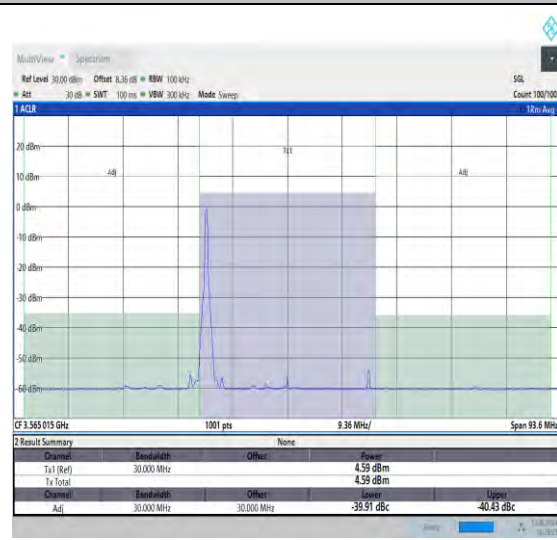 MultiView Spectrum
Ref Level 30.00 dBm Offset 8.36 dB RBW 100 kHz SGL
Att 30 dB SWT 100 ms VBW 300 kHz Mode Sweep Count 100/100
1 ACLR 1Rm Avg
20 dBm
Tx1
10 dBm Adj Adj
0 dBm
-10 dBm
-20 dBm
-30 dBm
-40 dBm
-50 dBm
-60 dBm
CF 3.565 015 GHz 1001 pts 9.36 MHz/ Span 93.6 MHz
2 Result Summary None
Channel Bandwidth Offset Power
Tx1 (Ref) 30.000 MHz 4.59 dBm
Tx Total 4.59 dBm
Channel Bandwidth Offset Lower Upper
Adj 30.000 MHz 30.000 MHz -39.91 dBc -40.43 dBc